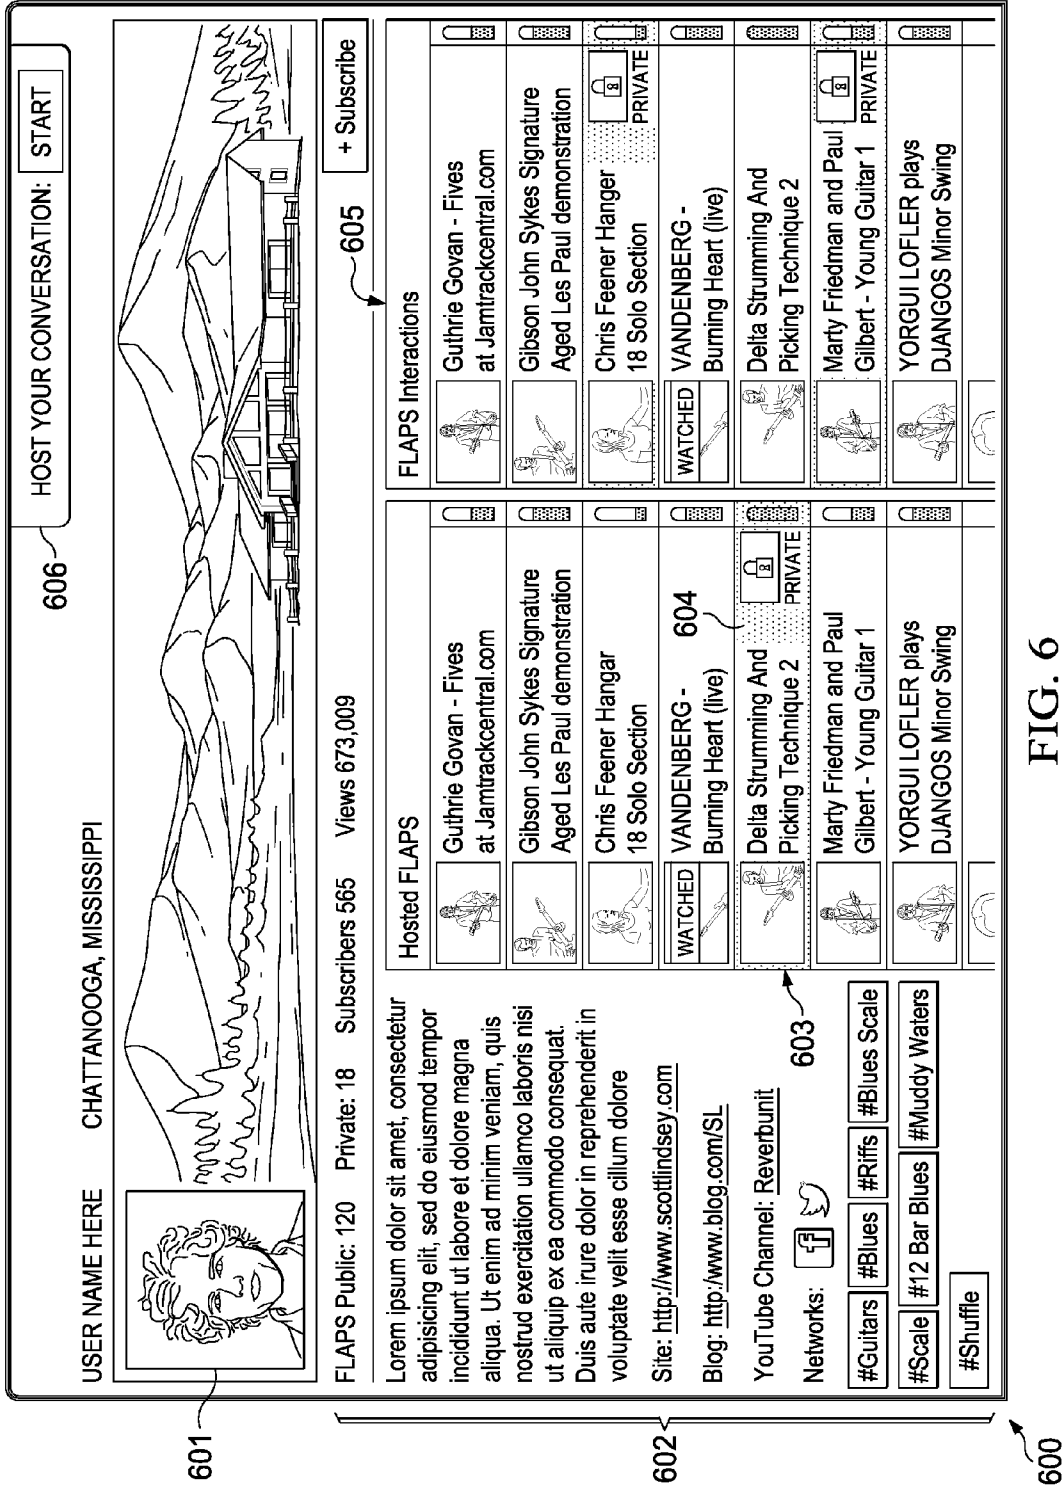 606
HOST YOUR CONVERSATION: START
USER NAME HERE CHATTANOOGA, MISSISSIPPI
601
FLAPS Public: 120 Private: 18 Subscribers 565 Views 673,009
+ Subscribe
605
602
Lorem ipsum dolor sit amet, consectetur
adipisicing elit, sed do eiusmod tempor
incididunt ut labore et dolore magna
aliqua. Ut enim ad minim veniam, quis
nostrud exercitation ullamco laboris nisi
ut aliquip ex ea commodo consequat.
Duis aute irure dolor in reprehenderit in
voluptate velit esse cillum dolore
Site: http://www.scottlindsey.com
Blog: http:/www.blog.com/SL
YouTube Channel: Reverbunit
Networks: f
#Guitars #Blues #Riffs #Blues Scale
#Scale #12 Bar Blues #Muddy Waters
#Shuffle
603
Hosted FLAPS
Guthrie Govan - Fives
at Jamtrackcentral.com
Gibson John Sykes Signature
Aged Les Paul demonstration
Chris Feener Hangar
18 Solo Section
WATCHED
VANDENBERG -
Burning Heart (live)
604
Delta Strumming And
Picking Technique 2
PRIVATE
Marty Friedman and Paul
Gilbert - Young Guitar 1
YORGUI LOFLER plays
DJANGOS Minor Swing
FLAPS Interactions
Guthrie Govan - Fives
at Jamtrackcentral.com
Gibson John Sykes Signature
Aged Les Paul demonstration
Chris Feener Hanger
18 Solo Section
PRIVATE
WATCHED
VANDENBERG -
Burning Heart (live)
Delta Strumming And
Picking Technique 2
Marty Friedman and Paul
Gilbert - Young Guitar 1
PRIVATE
YORGUI LOFLER plays
DJANGOS Minor Swing
600
FIG. 6